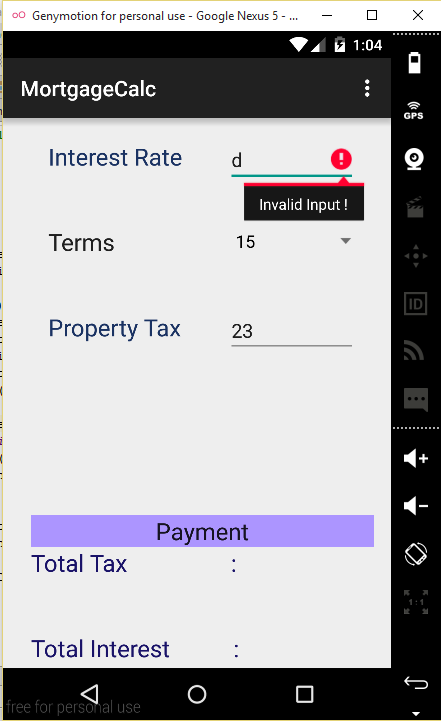 Genymotion for personal use - Google Nexus 5 - ...
1:04
MortgageCalc
GPS
Interest Rate
d
Invalid Input !
Terms
15
ID
Property Tax
23
Payment
Total Tax :
1:1
Total Interest :
free for personal use